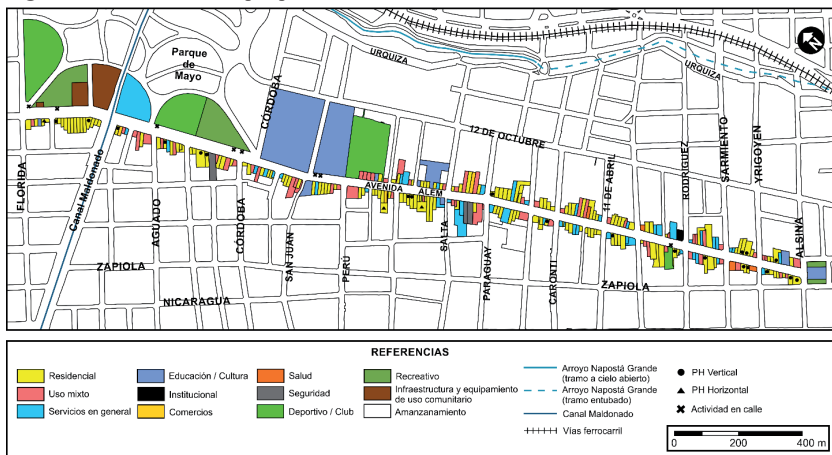 Parque
de
Mayo
URQUIZA
URQUIZA
CÓRDOBA
12 DE OCTUBRE
AVENIDA ALEM
FLORIDA
Canal Maldonado
AGUADO
CÓRDOBA
SAN JUAN
PERÚ
SALTA
PARAGUAY
CARONTI
11 DE ABRIL
RODRÍGUEZ
SARMIENTO
YRIGOYEN
ALSINA
ZAPIOLA
ZAPIOLA
NICARAGUA
N
REFERENCIAS
Residencial
Uso mixto
Servicios en general
Educación / Cultura
Institucional
Comercios
Salud
Seguridad
Deportivo / Club
Recreativo
Infraestructura y equipamiento
de uso comunitario
Amanzanamiento
Arroyo Napostá Grande
(tramo a cielo abierto)
Arroyo Napostá Grande
(tramo entubado)
Canal Maldonado
Vías ferrocarril
PH Vertical
PH Horizontal
Actividad en calle
0 200 400 m